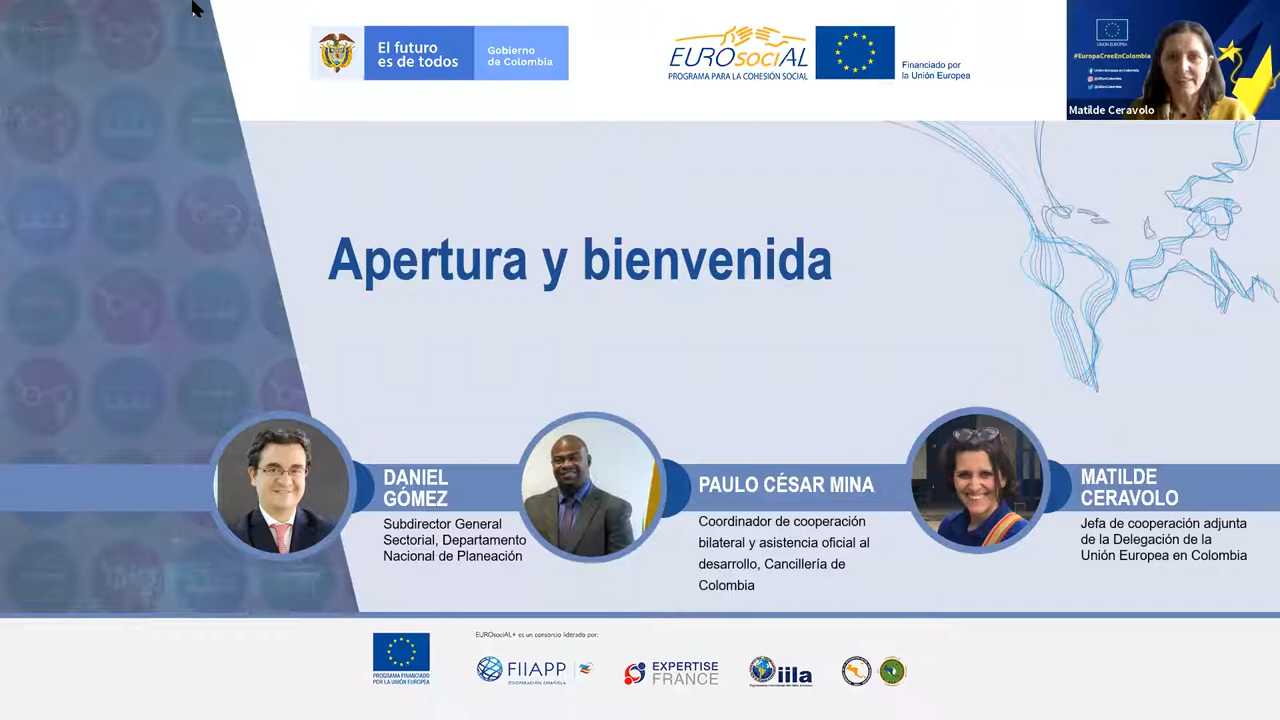 El futuro
es de todos
Gobierno
de Colombia
EUROsociAL
PROGRAMA PARA LA COHESIÓN SOCIAL
Financiado por
la Unión Europea
UNIÓN EUROPEA
#EuropaCreeEnColombia
Matilde Ceravolo
Apertura y bienvenida
DANIEL
GÓMEZ
Subdirector General
Sectorial, Departamento
Nacional de Planeación
PAULO CÉSAR MINA
Coordinador de cooperación
bilateral y asistencia oficial al
desarrollo, Cancillería de
Colombia
MATILDE
CERAVOLO
Jefa de cooperación adjunta
de la Delegación de la
Unión Europea en Colombia
EUROsociAL+ es un consorcio liderado por:
PROGRAMA FINANCIADO
POR LA UNIÓN EUROPEA
FIIAPP
COOPERACIÓN ESPAÑOLA
EXPERTISE
FRANCE
iila